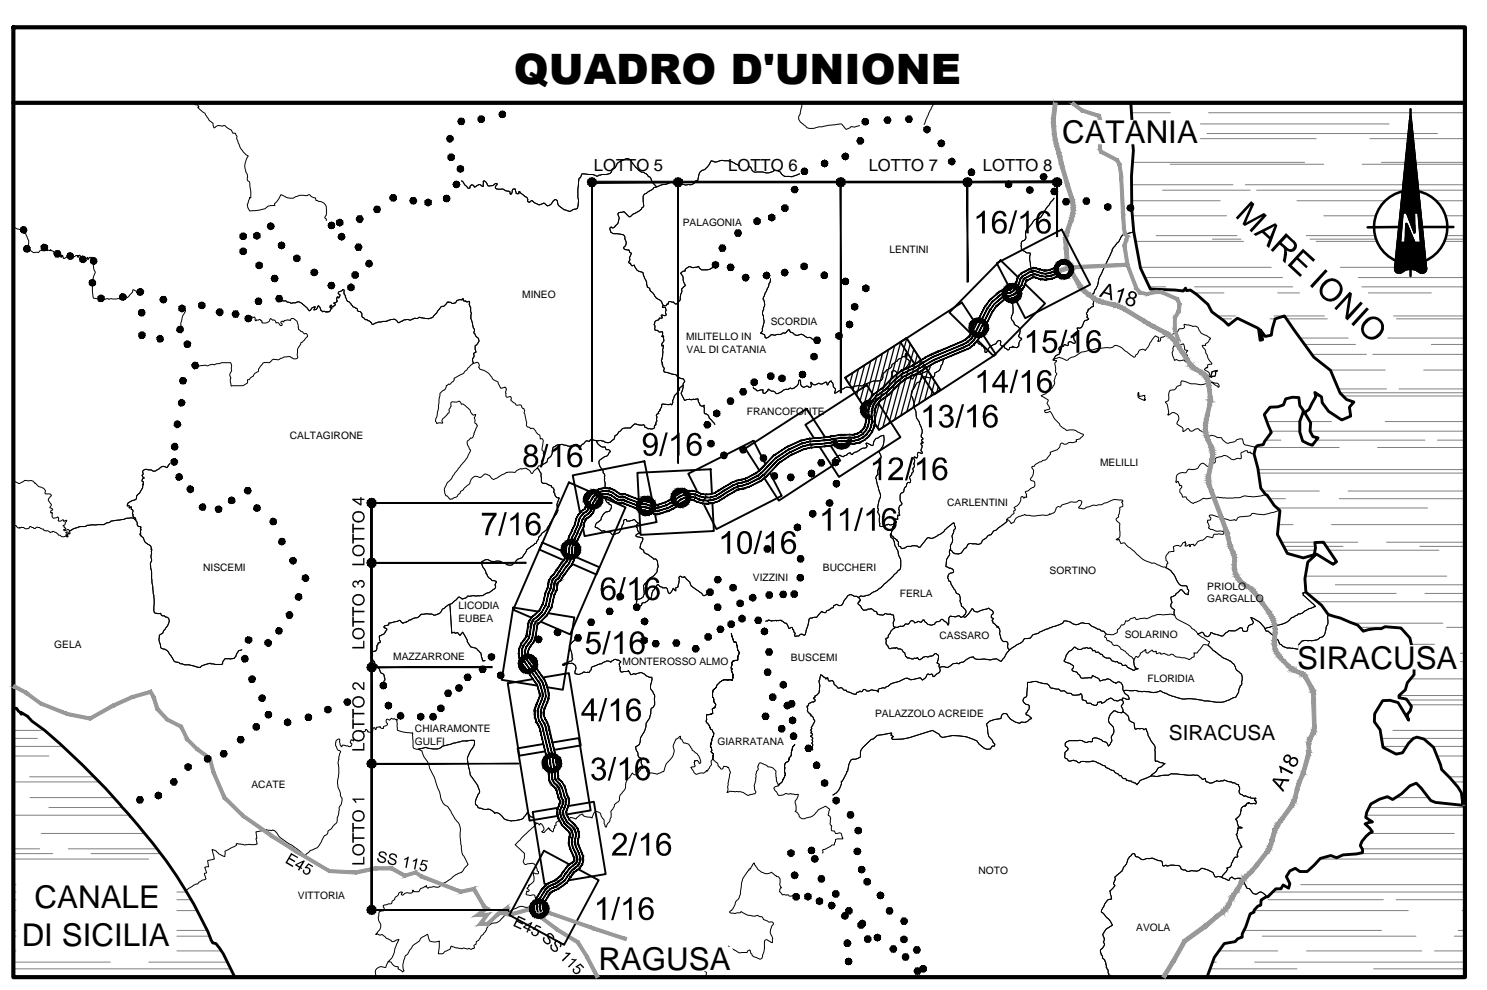 QUADRO D'UNIONE
CATANIA
LOTTO 5
LOTTO 6
LOTTO 7
LOTTO 8
N
MARE IONIO
PALAGONIA
16/16
LENTINI
A18
MINEO
SCORDIA
MILITELLO IN
VAL DI CATANIA
15/16
14/16
13/16
FRANCOFONTE
CALTAGIRONE
8/16
9/16
12/16
MELILLI
CARLENTINI
7/16
11/16
10/16
LOTTO 4
NISCEMI
VIZZINI
BUCCHERI
SORTINO
FERLA
PRIOLO
GARGALLO
6/16
LICODIA
EUBEA
LOTTO 3
5/16
CASSARO
SOLARINO
GELA
MAZZARRONE
MONTEROSSO ALMO
BUSCEMI
SIRACUSA
FLORIDIA
4/16
LOTTO 2
CHIARAMONTE
GULFI
PALAZZOLO ACREIDE
SIRACUSA
GIARRATANA
3/16
A18
ACATE
LOTTO 1
2/16
E45
SS 115
NOTO
VITTORIA
CANALE
DI SICILIA
1/16
E45 SS 115
RAGUSA
AVOLA